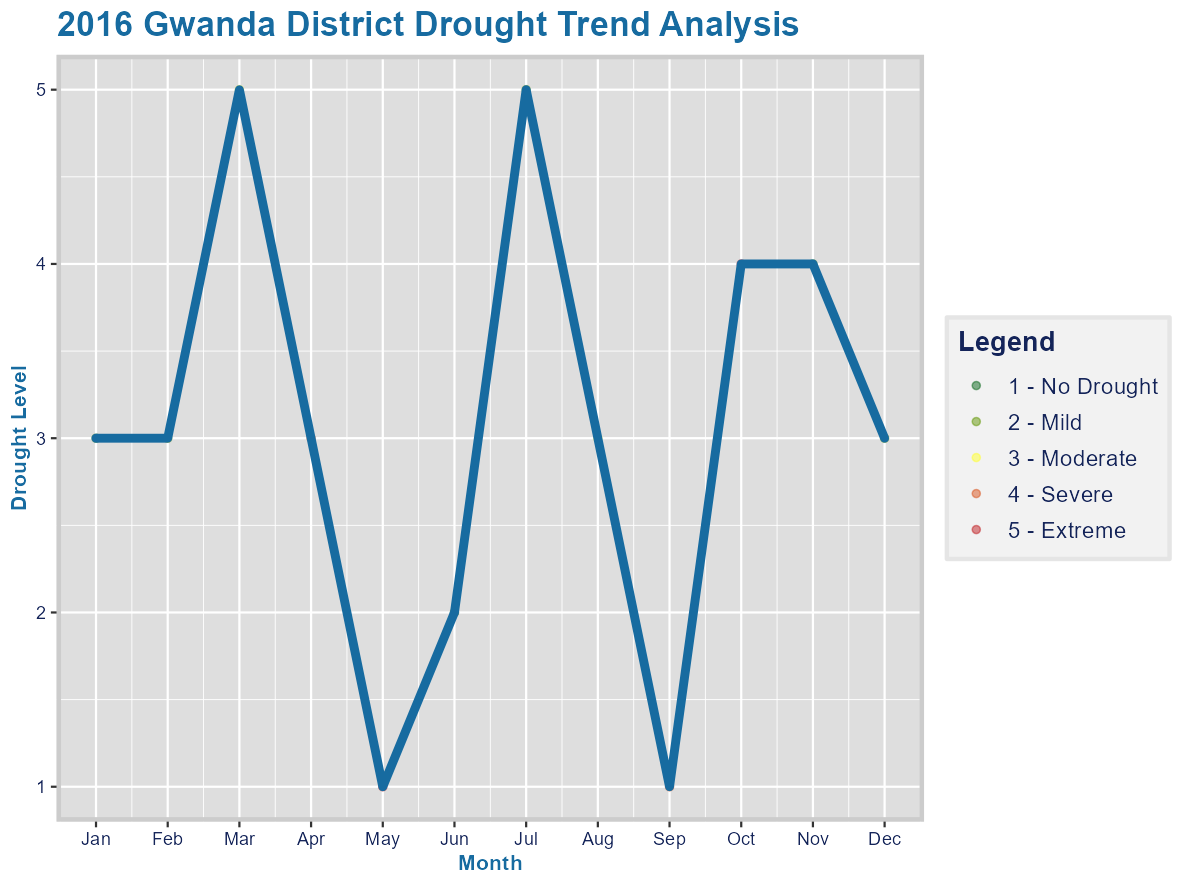 2016 Gwanda District Drought Trend Analysis
Drought Level
5
4
3
2
1
Jan Feb Mar Apr May Jun Jul Aug Sep Oct Nov Dec
Month
Legend
1 - No Drought
2 - Mild
3 - Moderate
4 - Severe
5 - Extreme